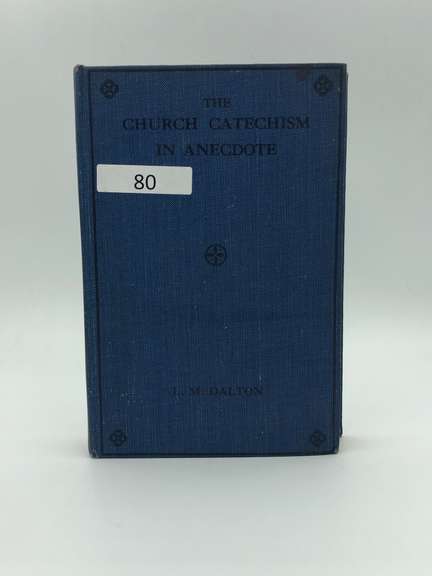 THE
CHURCH CATECHISM
IN ANECDOTE
80
L. M. DALTON